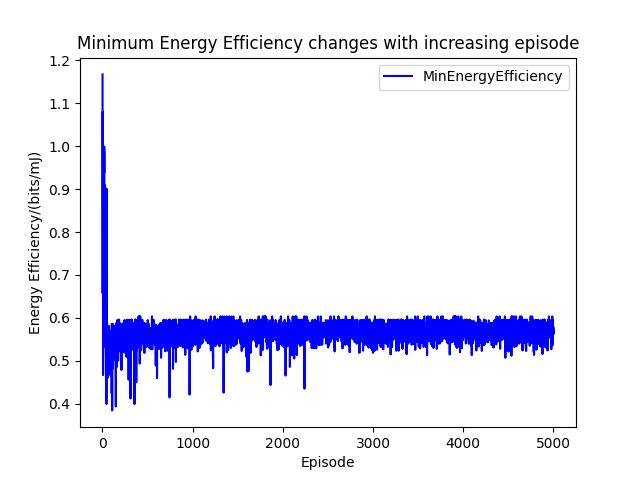 Minimum Energy Efficiency changes with increasing episode
MinEnergyEfficiency
1.2
1.1
1.0
0.9
0.8
0.7
0.6
0.5
0.4
Energy Efficiency/(bits/mJ)
0 1000 2000 3000 4000 5000
Episode